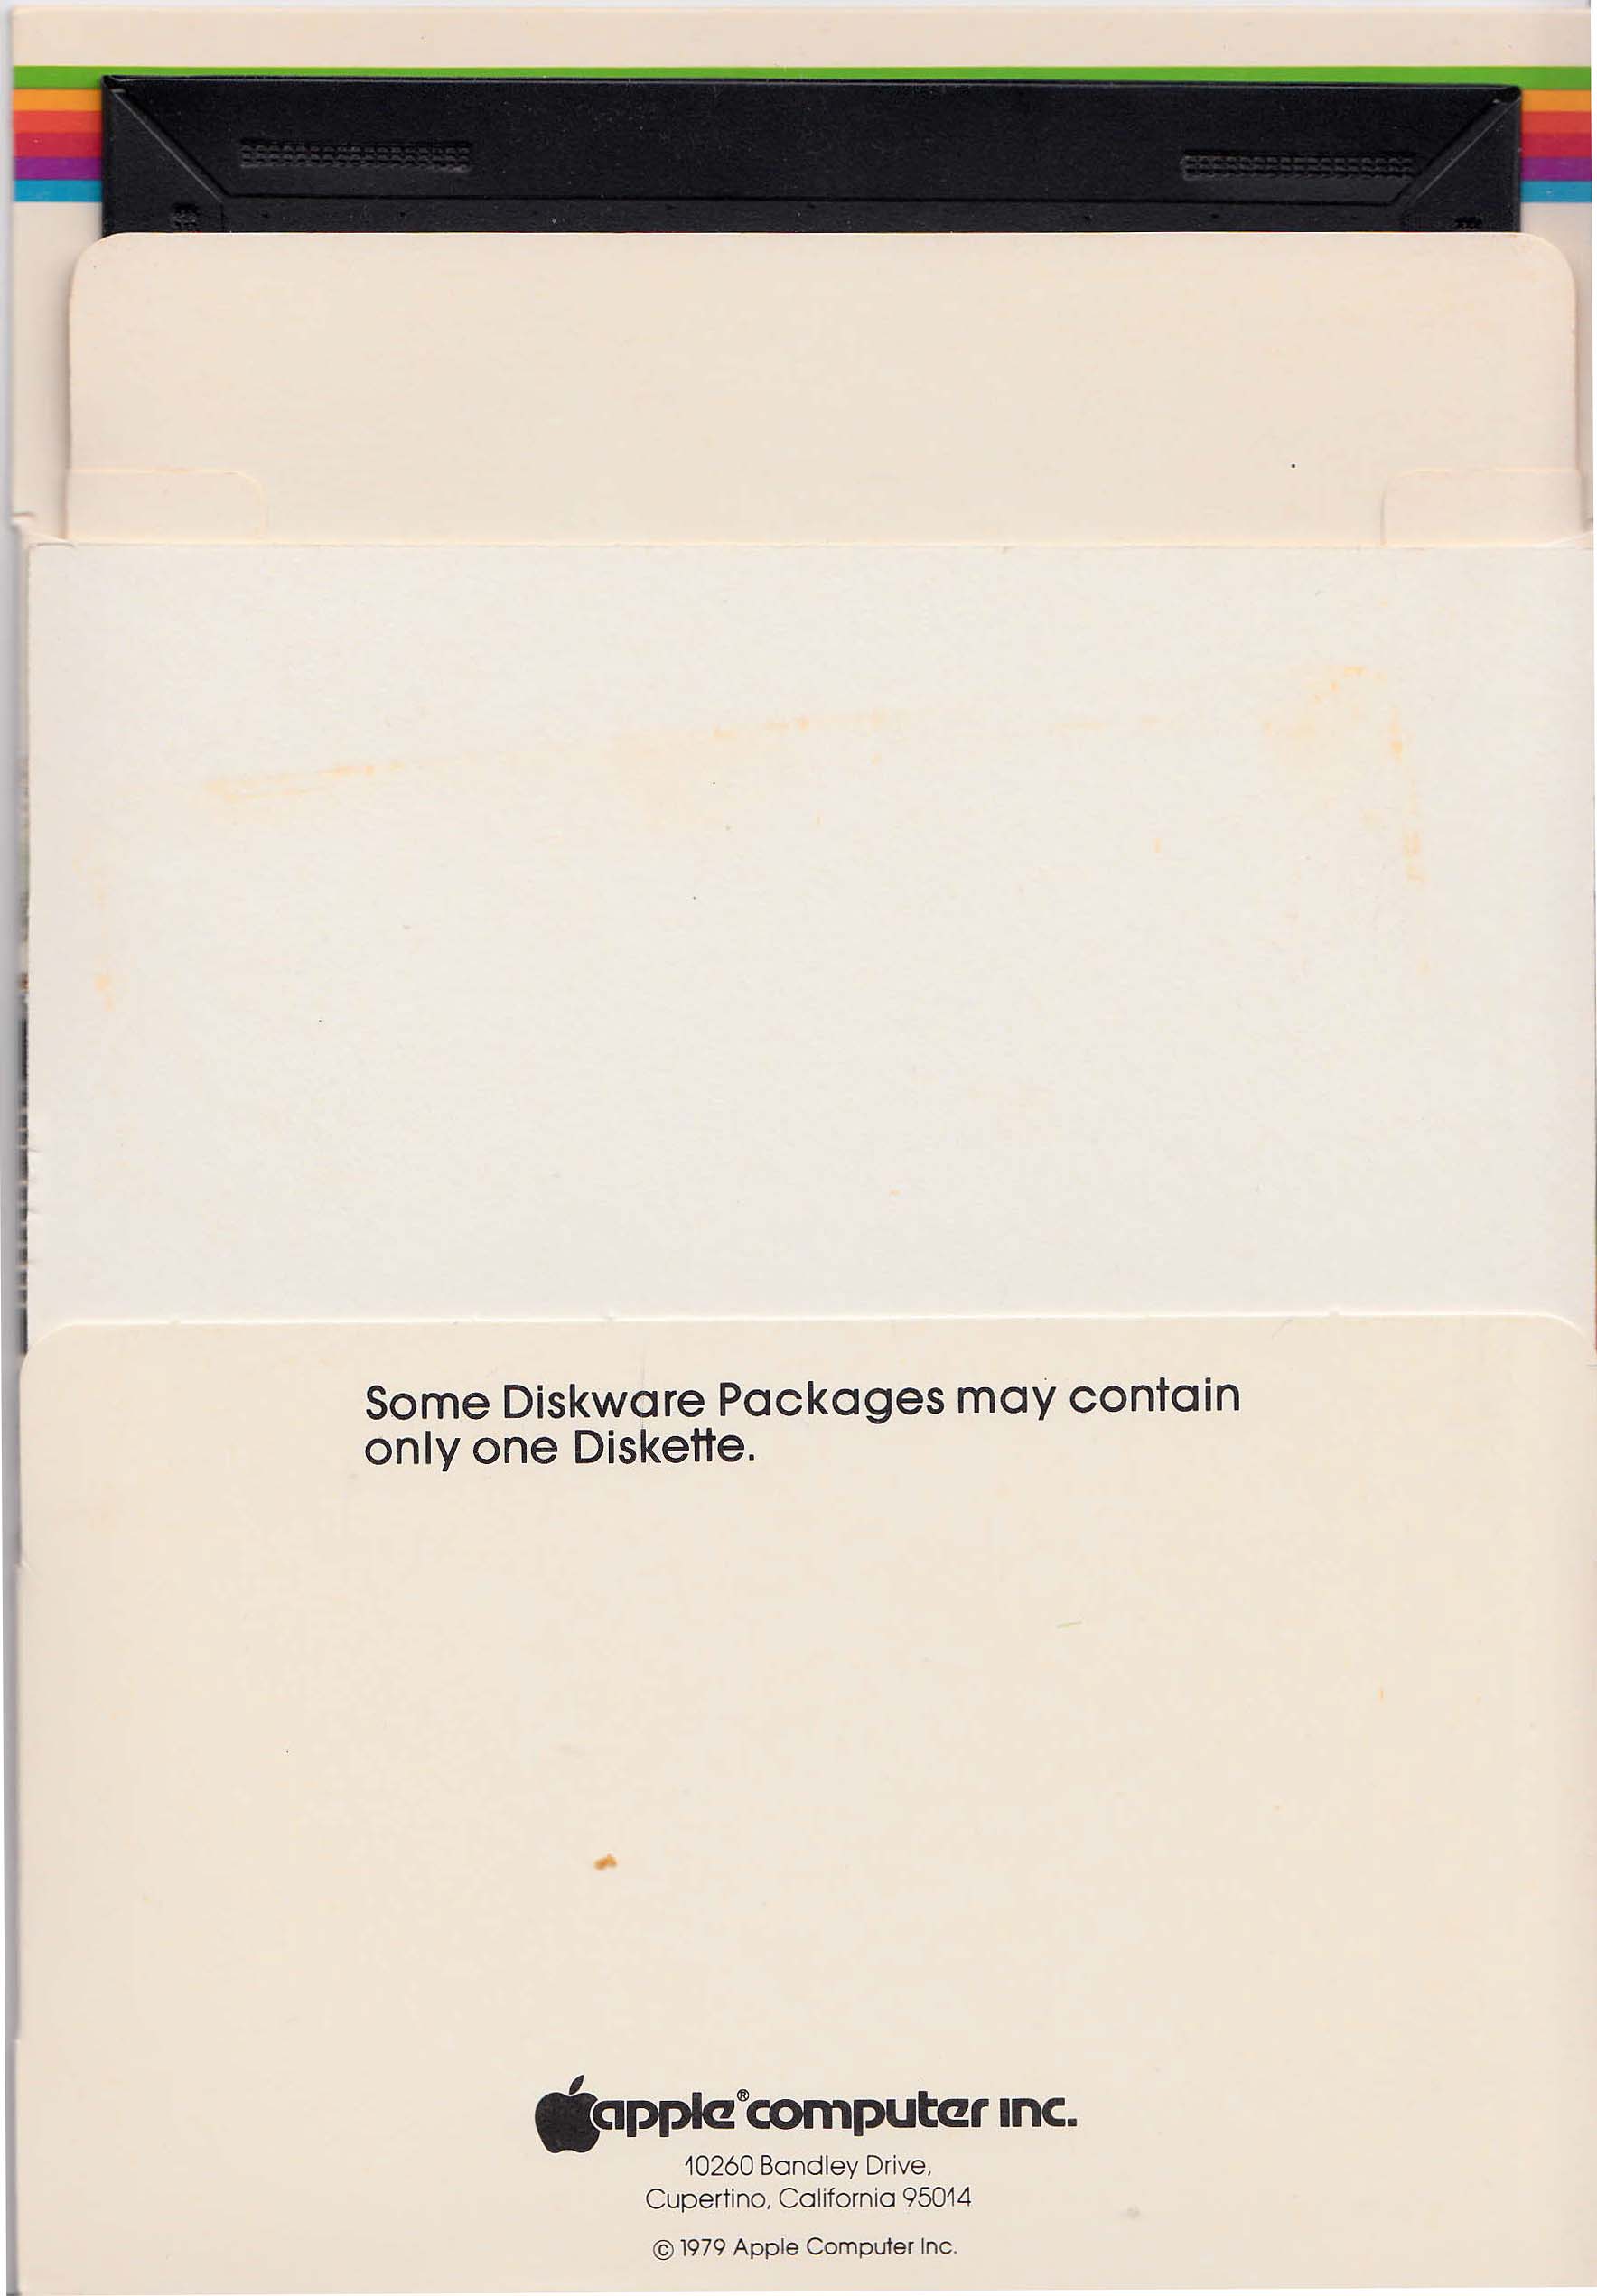 Some Diskware Packages may contain
only one Diskette.
apple® computer inc.
10260 Bandley Drive,
Cupertino, California 95014
© 1979 Apple Computer Inc.